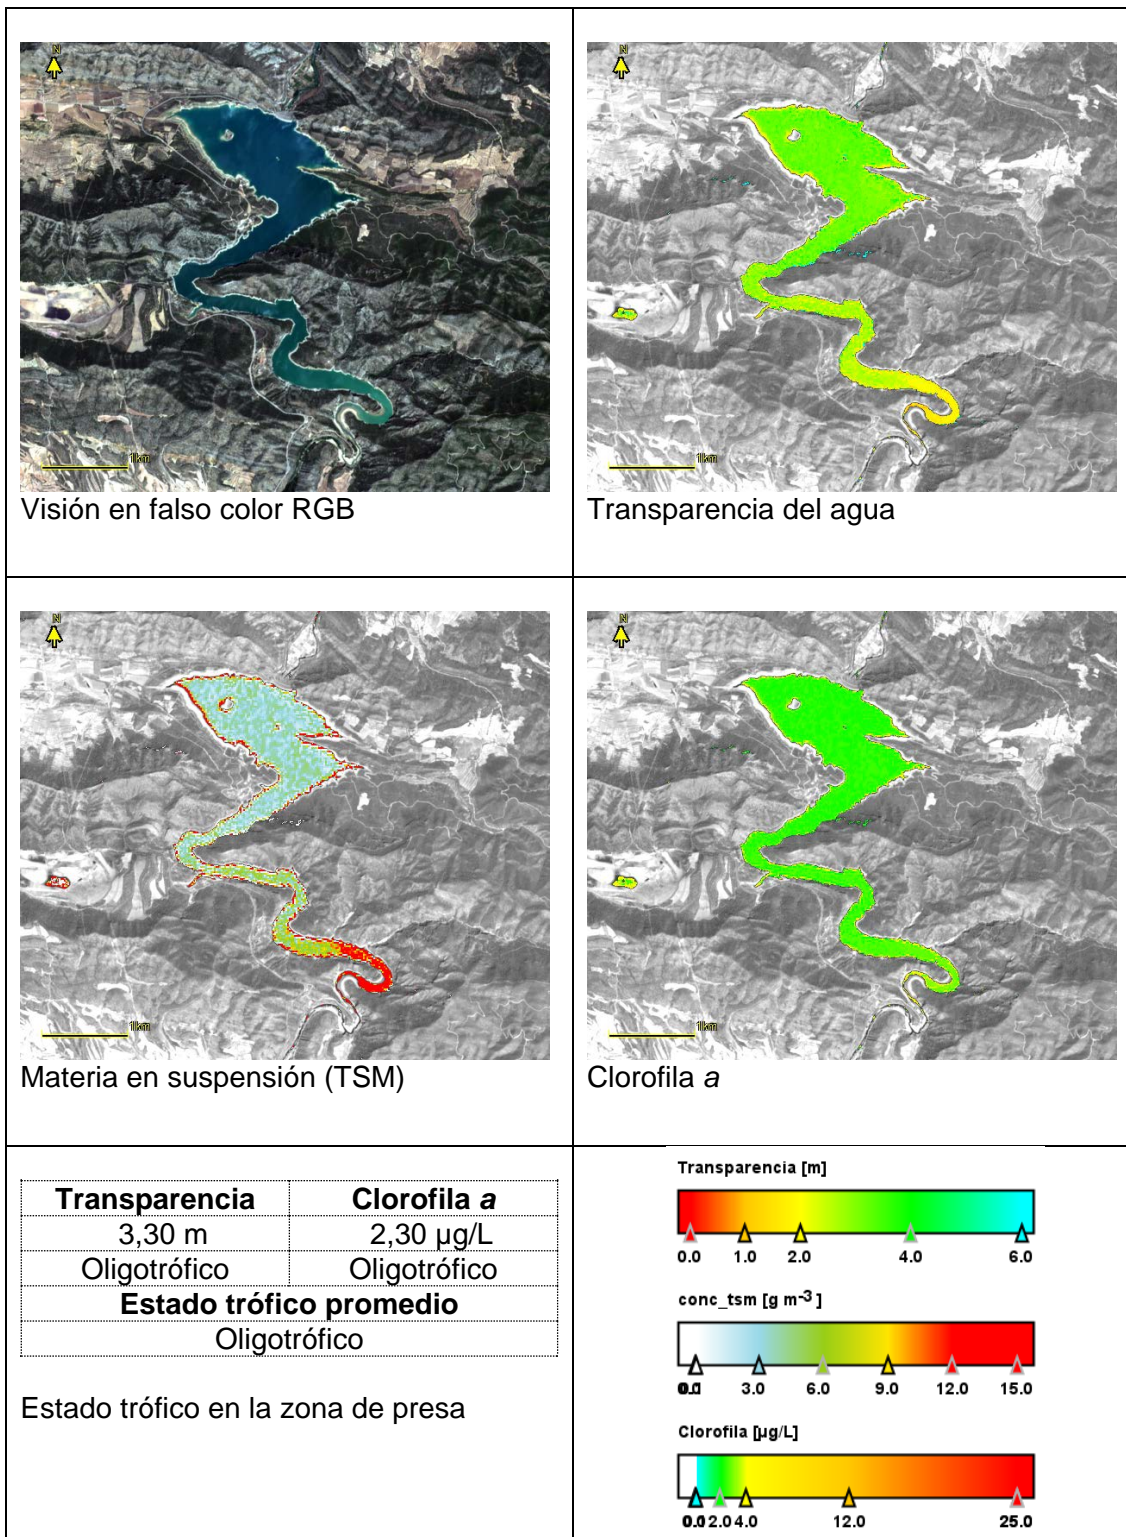 N
1km
Visión en falso color RGB
N
Transparencia del agua
N
1km
Materia en suspensión (TSM)
N
Clorofila a
Transparencia Clorofila a
3,30 m 2,30 µg/L
Oligotrófico Oligotrófico
Estado trófico promedio
Oligotrófico
Estado trófico en la zona de presa
Transparencia [m]
0.0 1.0 2.0 4.0 6.0
conc_tsm [g m-3]
3.0 6.0 9.0 12.0 15.0
Clorofila [µg/L]
2.0 4.0 12.0 25.0